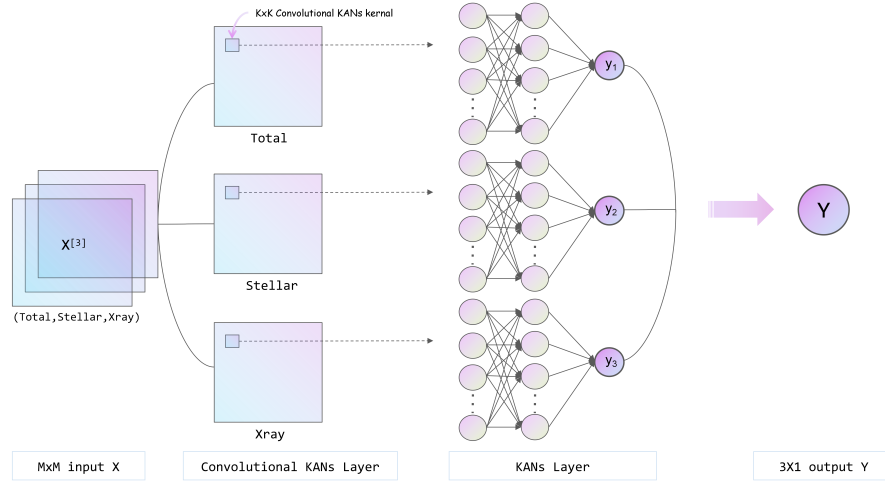 KxK Convolutional KANs kernal
Total
y1
X[3]
(Total,Stellar,Xray)
Stellar
y2
Y
Xray
y3
MxM input X
Convolutional KANs Layer
KANs Layer
3X1 output Y